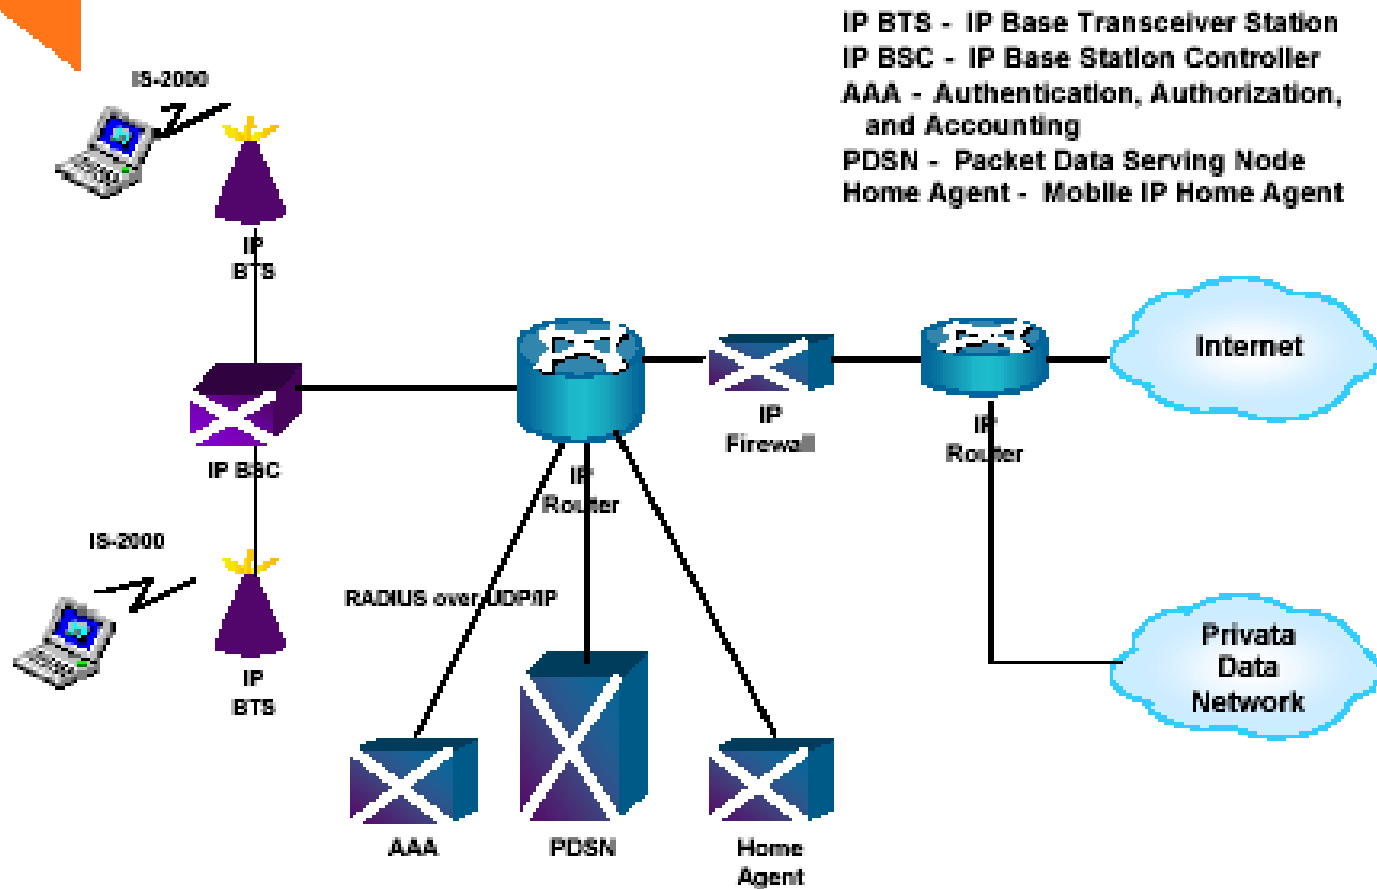 IP BTS - IP Base Transceiver Station
IP BSC - IP Base Station Controller
AAA - Authentication, Authorization,
and Accounting
PDSN - Packet Data Serving Node
Home Agent - Mobile IP Home Agent
IS-2000
IP
BTS
Internet
IP
Firewall
IP
Router
IP BSC
IP
Router
IS-2000
RADIUS over UDP/IP
Privata
Data
Network
IP
BTS
AAA
PDSN
Home
Agent